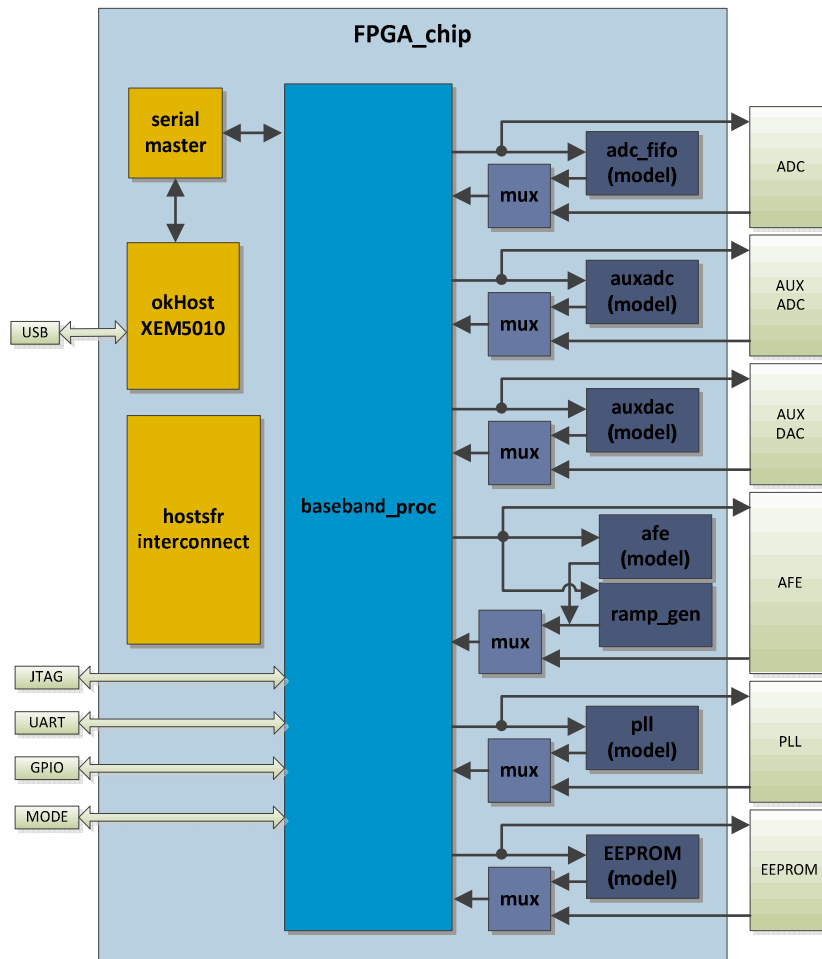 FPGA_chip
serial
master
okHost
XEM5010
USB
hostsfr
interconnect
JTAG
UART
GPIO
MODE
baseband_proc
adc_fifo
(model)
mux
ADC
auxadc
(model)
mux
AUX
ADC
auxdac
(model)
mux
AUX
DAC
afe
(model)
ramp_gen
mux
AFE
pll
(model)
mux
PLL
EEPROM
(model)
mux
EEPROM